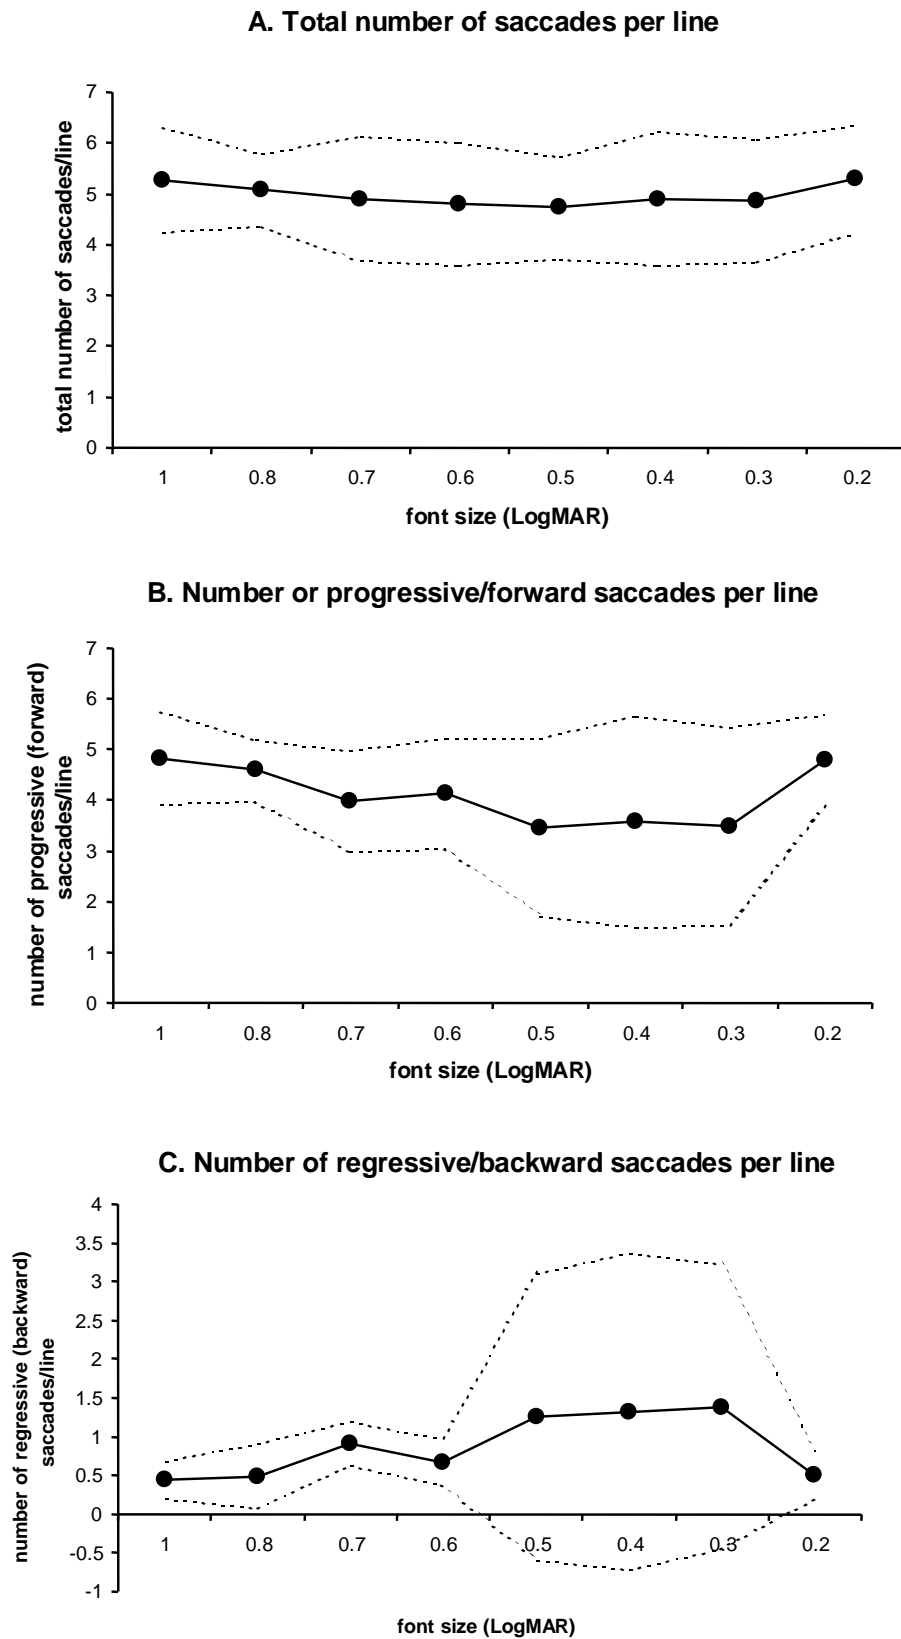 A. Total number of saccades per line
7
6
5
4
3
2
1
0
total number of saccades/line
1 0.8 0.7 0.6 0.5 0.4 0.3 0.2
font size (LogMAR)
B. Number or progressive/forward saccades per line
7
6
5
4
3
2
1
0
number of progressive (forward)
saccades/line
1 0.8 0.7 0.6 0.5 0.4 0.3 0.2
font size (LogMAR)
C. Number of regressive/backward saccades per line
4
3.5
3
2.5
2
1.5
1
0.5
0
-0.5
-1
number of regressive (backward)
saccades/line
1 0.8 0.7 0.6 0.5 0.4 0.3 0.2
font size (LogMAR)